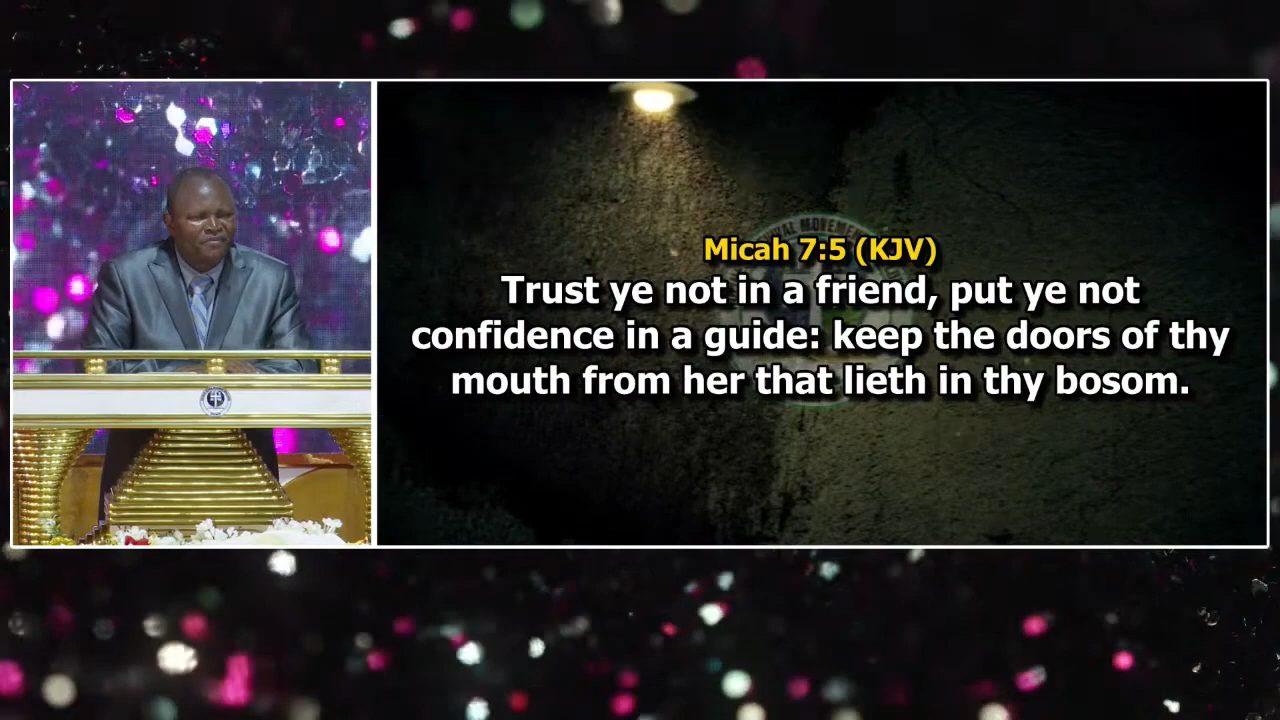 Micah 7:5 (KJV)
Trust ye not in a friend, put ye not
confidence in a guide: keep the doors of thy
mouth from her that lieth in thy bosom.